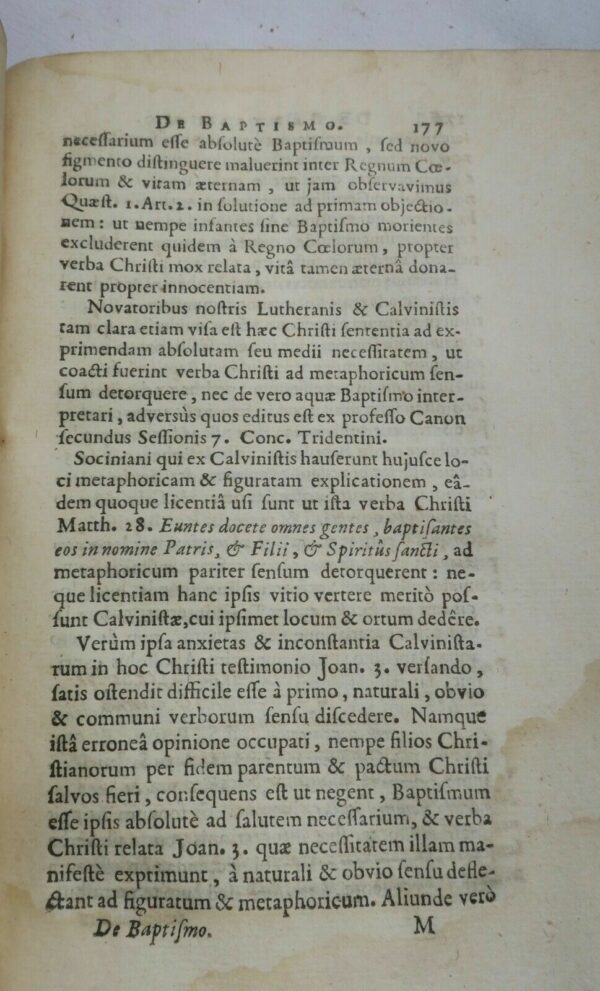 DE BAPTISMO. 177
neceſſarium eſſe abſolutè Baptiſmum, ſed novo
figmento diſtinguere maluerint inter Regnum Cœ-
lorum & vitam æternam, ut jam obſervavimus
Quæſt. 1. Art. 2. in ſolutione ad primam objectio-
nem: ut nempe infantes ſine Baptiſmo morientes
excluderent quidem à Regno Cœlorum, propter
verba Chriſti mox relata, vitâ tamen æternâ dona-
rent propter innocentiam.
Novatoribus noſtris Lutheranis & Calviniſtis
tam clara etiam viſa eſt hæc Chriſti ſententia ad ex-
primendam abſolutam ſeu medii neceſſitatem, ut
coacti fuerint verba Chriſti ad metaphoricum ſen-
ſum detorquere, nec de vero aquæ Baptiſmo inter-
pretari, adverſùs quos editus eſt ex profeſſo Canon
ſecundus Seſſionis 7. Conc. Tridentini.
Sociniani qui ex Calviniſtis hauſerunt hujuſce lo-
ci metaphoricam & figuratam explicationem, eâ-
dem quoque licentiâ uſi ſunt ut iſta verba Chriſti
Matth. 28. Euntes docete omnes gentes, baptiſantes
eos in nomine Patris, & Filii, & Spiritûs ſancti, ad
metaphoricum pariter ſenſum detorquerent: ne-
que licentiam hanc ipſis vitio vertere meritò poſ-
ſunt Calviniſtæ, cui ipſimet locum & ortum dedêre.
Verùm ipſa anxietas & inconſtantia Calviniſta-
rum in hoc Chriſti teſtimonio Joan. 3. verſando,
ſatis oſtendit difficile eſſe à primo, naturali, obvio
& communi verborum ſenſu diſcedere. Namque
iſtâ erroneâ opinione occupati, nempe filios Chri-
ſtianorum per fidem parentum & pactum Chriſti
ſalvos fieri, conſequens eſt ut negent, Baptiſmum
eſſe ipſis abſolutè ad ſalutem neceſſarium, & verba
Chriſti relata Joan. 3. quæ neceſſitatem illam ma-
nifeſtè exprimunt, à naturali & obvio ſenſu defle-
ctant ad figuratum & metaphoricum. Aliunde verò
De Baptiſmo. M